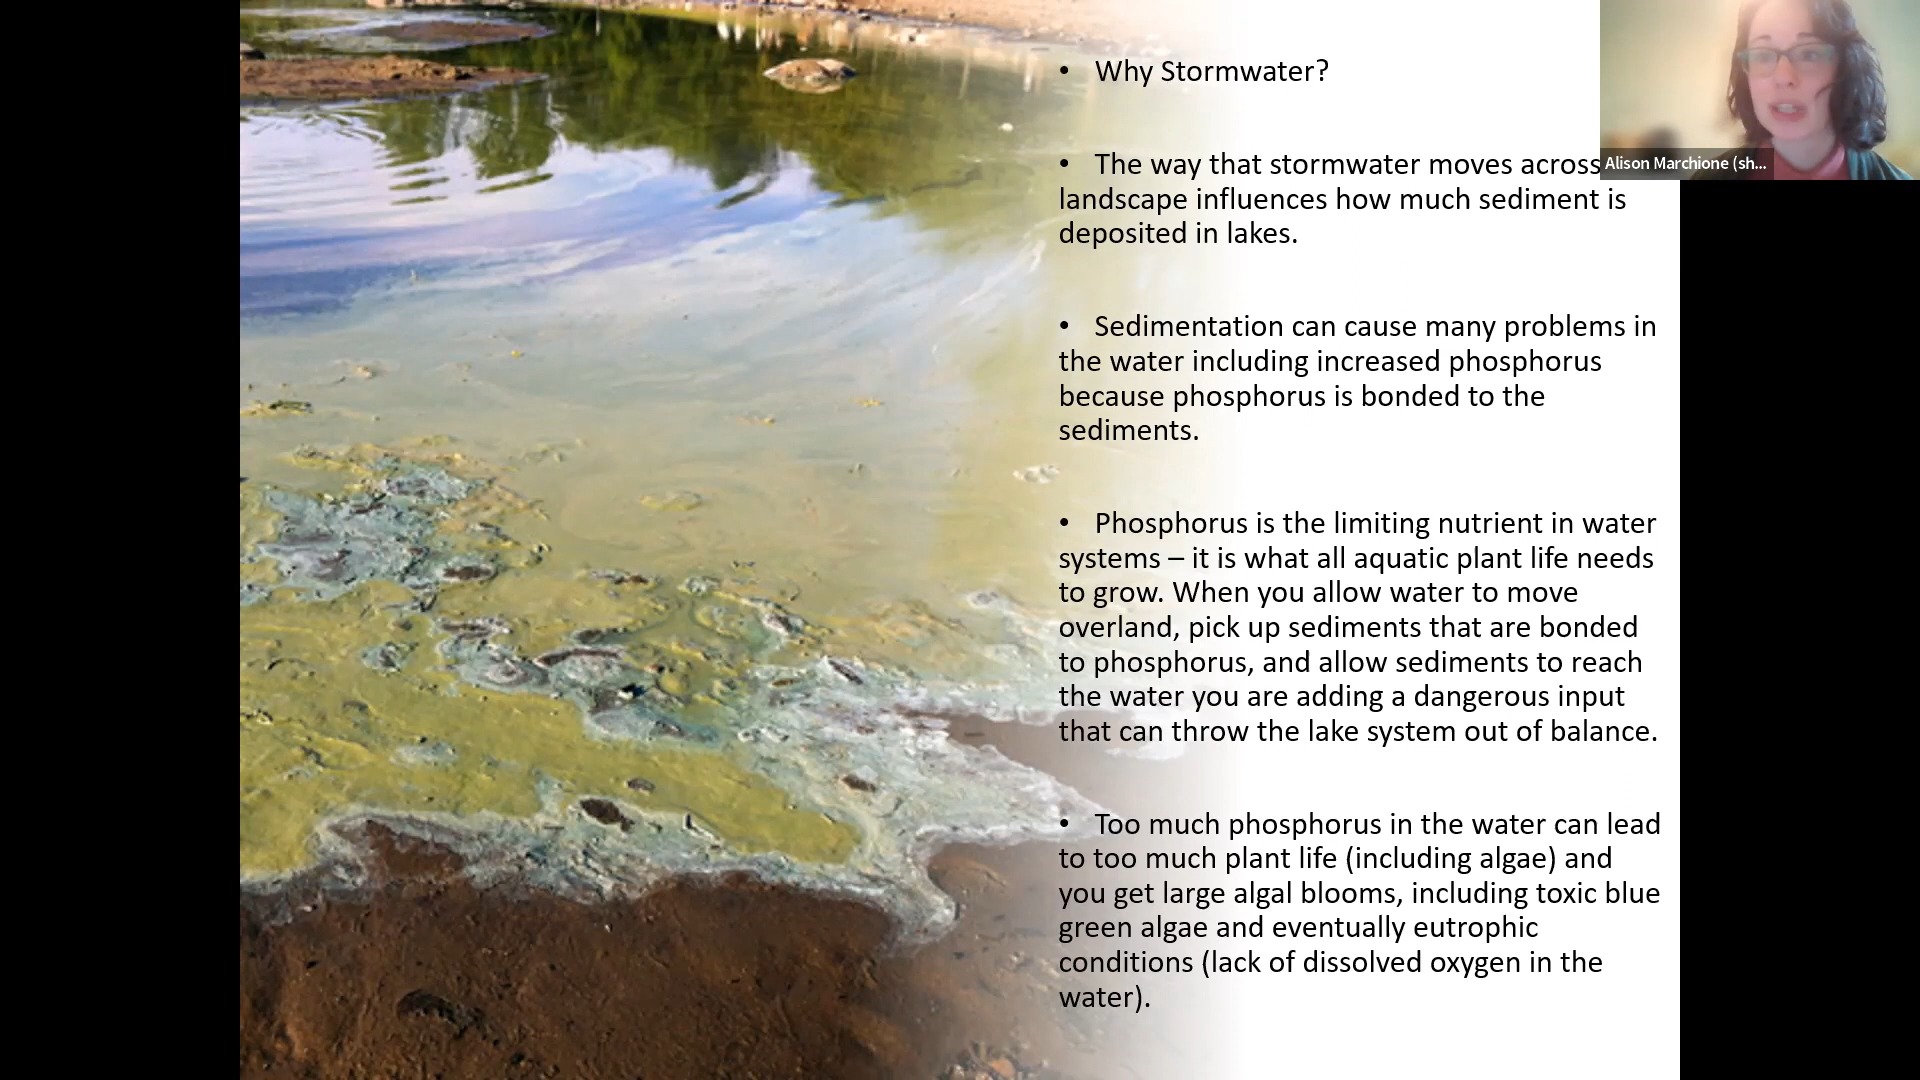 • Why Stormwater?
• The way that stormwater moves across
landscape influences how much sediment is
deposited in lakes.
• Sedimentation can cause many problems in
the water including increased phosphorus
because phosphorus is bonded to the
sediments.
• Phosphorus is the limiting nutrient in water
systems – it is what all aquatic plant life needs
to grow. When you allow water to move
overland, pick up sediments that are bonded
to phosphorus, and allow sediments to reach
the water you are adding a dangerous input
that can throw the lake system out of balance.
• Too much phosphorus in the water can lead
to too much plant life (including algae) and
you get large algal blooms, including toxic blue
green algae and eventually eutrophic
conditions (lack of dissolved oxygen in the
water).
Alison Marchione (sh...